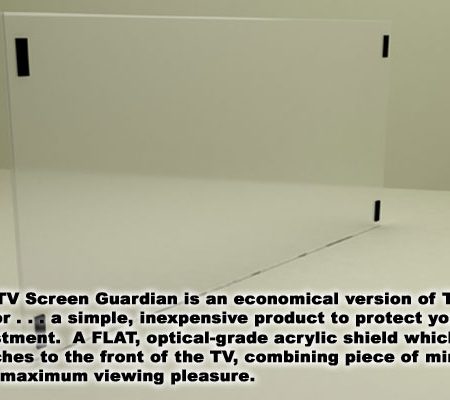 TV Screen Guardian is an economical version of T
or . . . a simple, inexpensive product to protect yo
stment. A FLAT, optical-grade acrylic shield which
ches to the front of the TV, combining piece of min
maximum viewing pleasure.